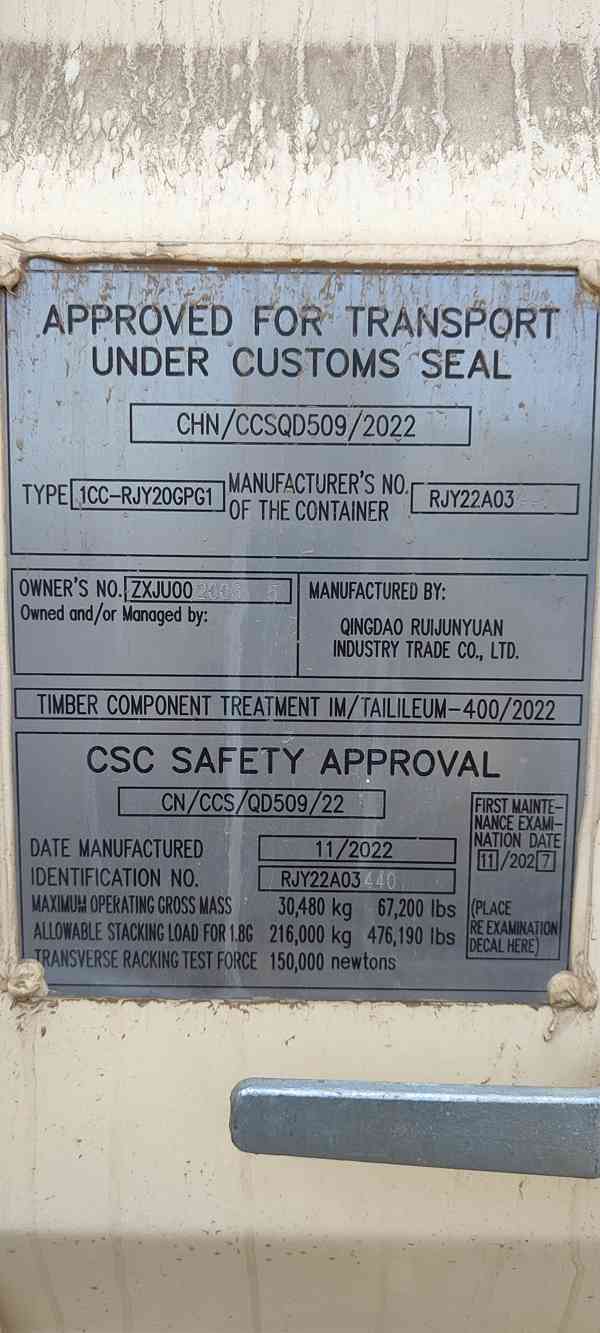 APPROVED FOR TRANSPORT
UNDER CUSTOMS SEAL
CHN/CCSQD509/2022
TYPE 1CC-RJY20GPG1
MANUFACTURER'S NO.
OF THE CONTAINER
RJY22A03
OWNER'S NO. ZXJU00
Owned and/or Managed by:
MANUFACTURED BY:
QINGDAO RUIJUNYUAN
INDUSTRY TRADE CO., LTD.
TIMBER COMPONENT TREATMENT IM/TAILILEUM-400/2022
CSC SAFETY APPROVAL
CN/CCS/QD509/22
DATE MANUFACTURED 11/2022
IDENTIFICATION NO. RJY22A03440
MAXIMUM OPERATING GROSS MASS 30,480 kg 67,200 lbs
ALLOWABLE STACKING LOAD FOR 1.8G 216,000 kg 476,190 lbs
TRANSVERSE RACKING TEST FORCE 150,000 newtons
FIRST MAINTE-
NANCE EXAMI-
NATION DATE
11/2027
(PLACE
RE EXAMINATION
DECAL HERE)